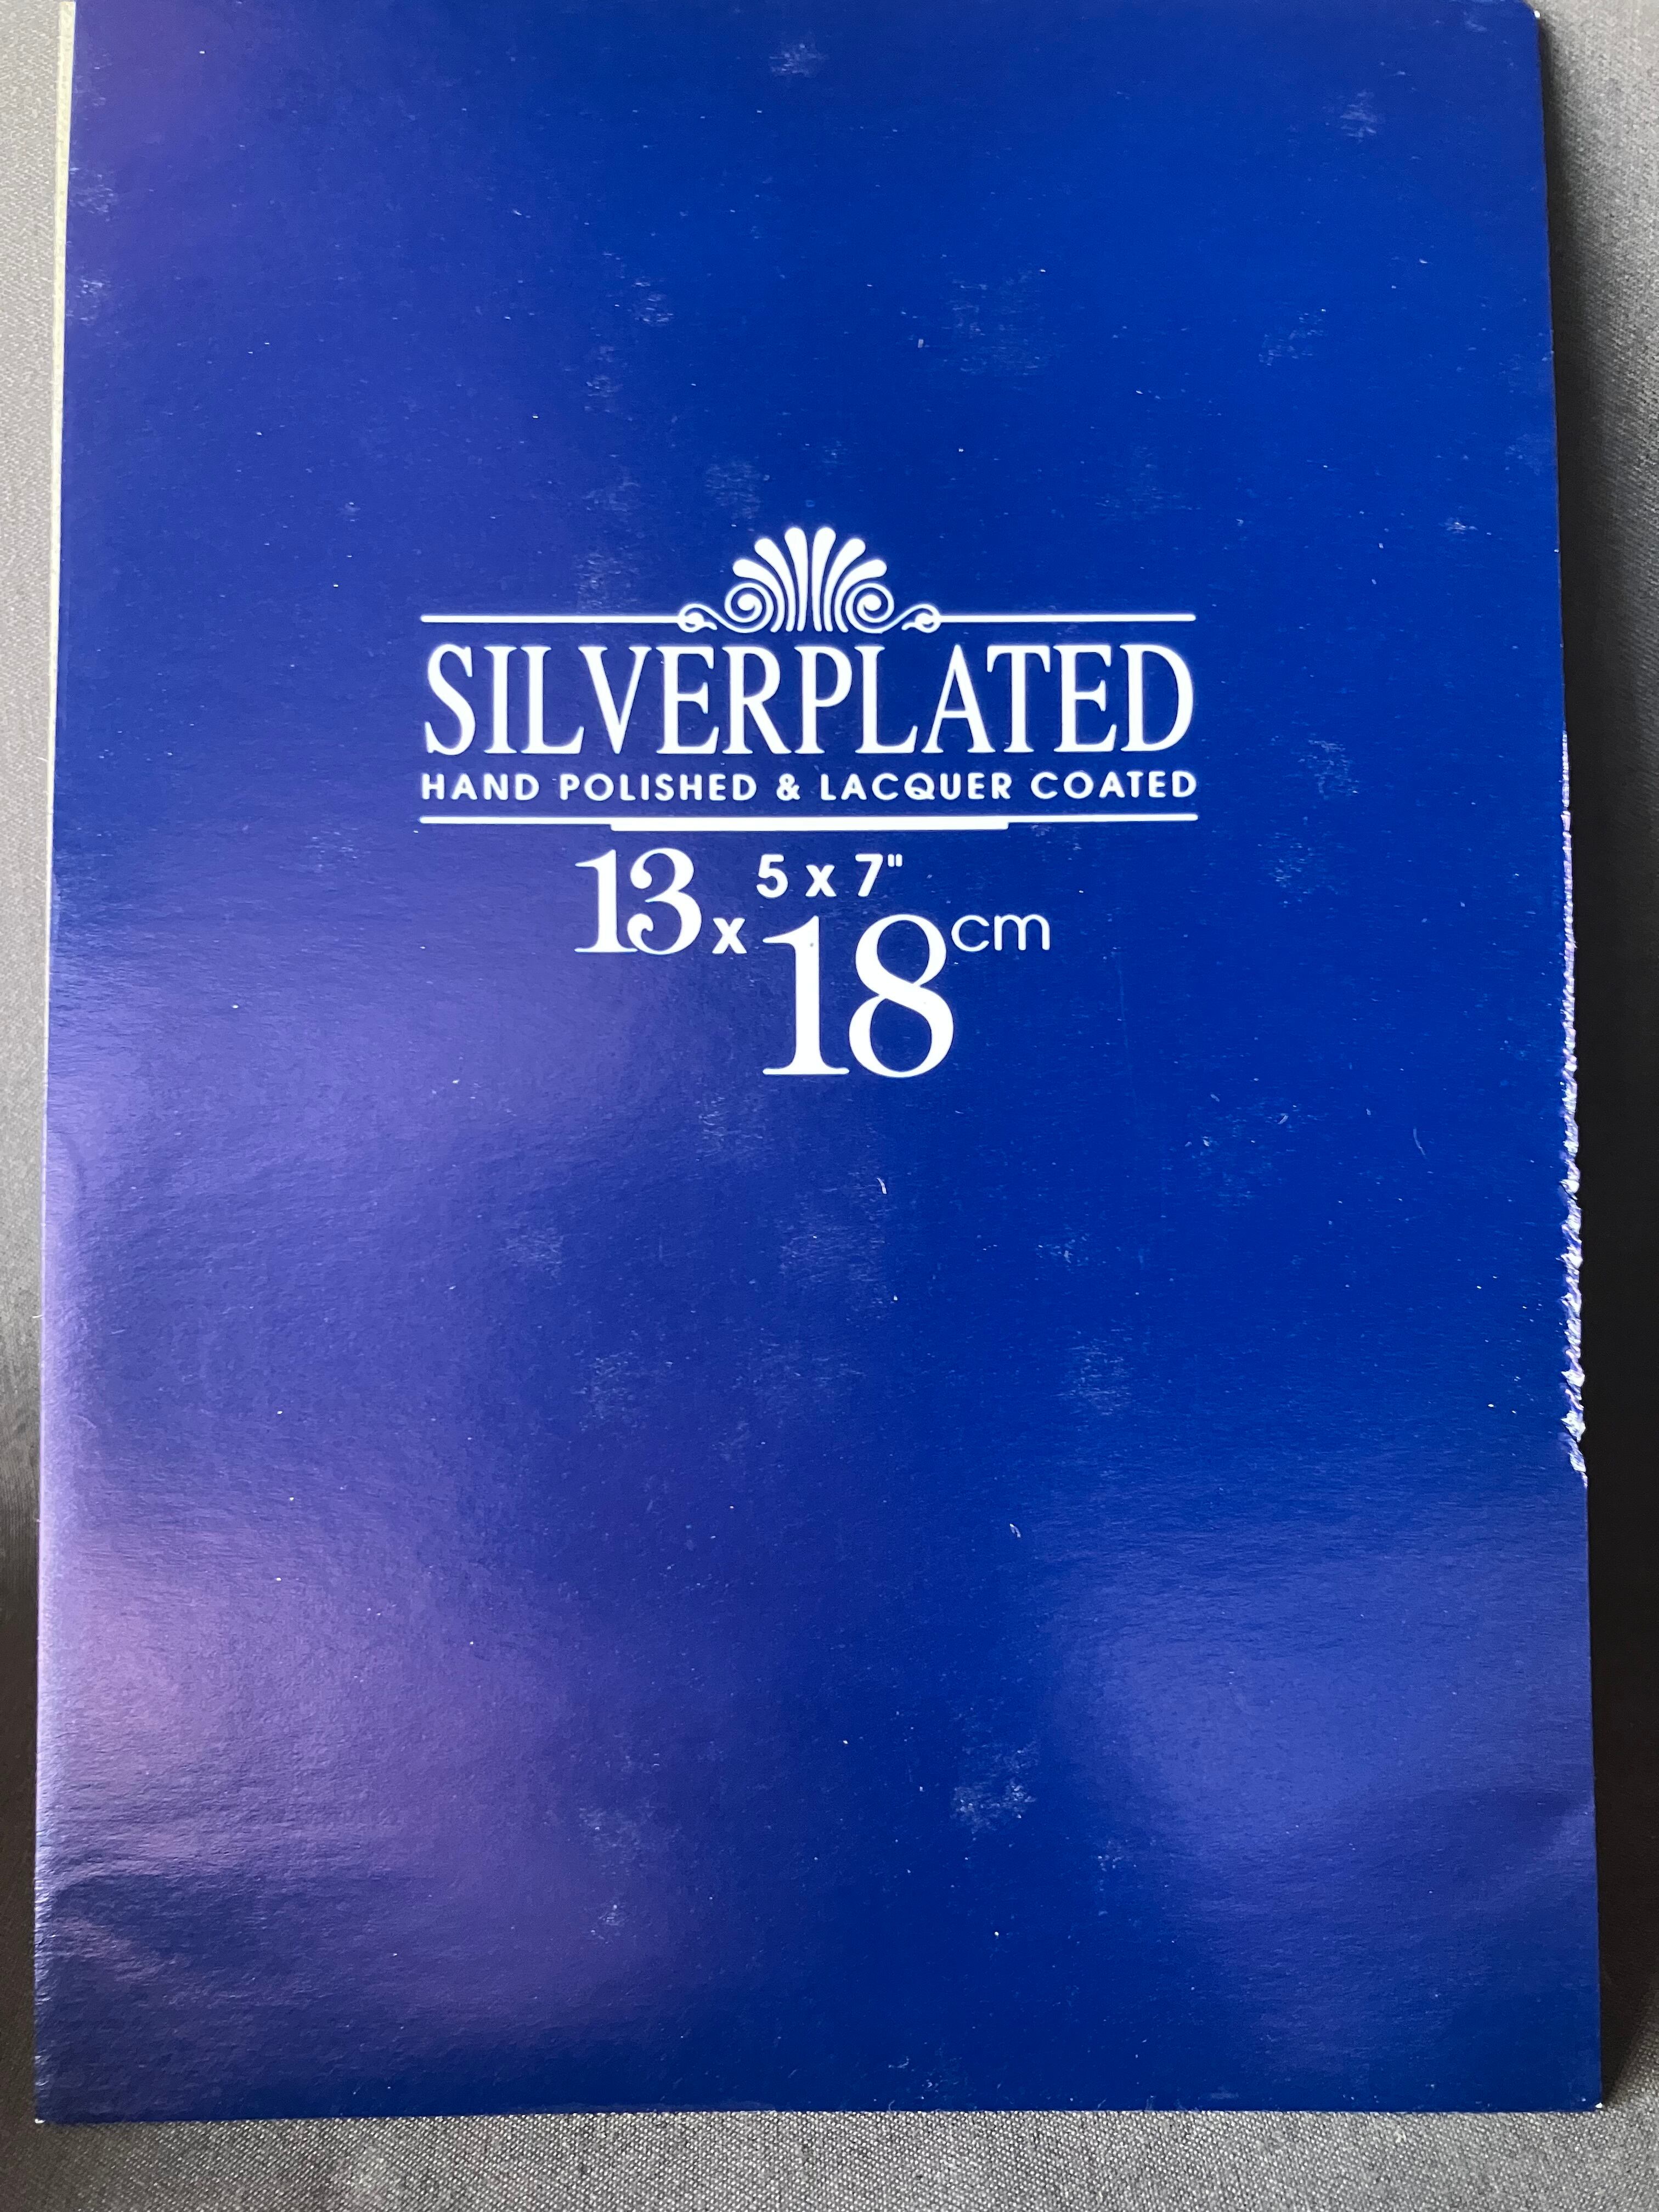 SILVERPLATED
HAND POLISHED & LACQUER COATED
5 x 7"
13 x 18 cm